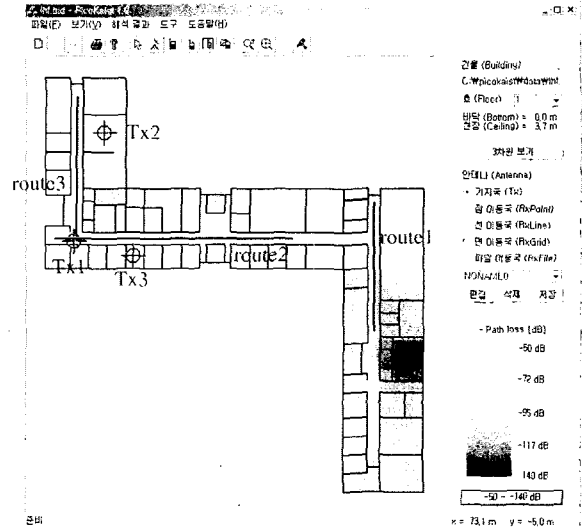 파일(F) 보기(V) 해석 결과 도구 도움말(H)
Tx2
route3
Tx1
Tx3
route2
route1
건물 (Building)
층 (Floor) 1
바닥 (Bottom) = 0.0 m
천장 (Ceiling) = 3.7 m
3차원 보기
안테나 (Antenna)
기지국 (Tx)
점 이동국 (RxPoint)
선 이동국 (RxLine)
면 이동국 (RxGrid)
파일 이동국 (RxFile)
NONAME0
편집 삭제 저장
- Path loss [dB]
-50 dB
-72 dB
-95 dB
-117 dB
-140 dB
-50 ~ -140 dB
준비
x = 73.1 m y = -5.0 m